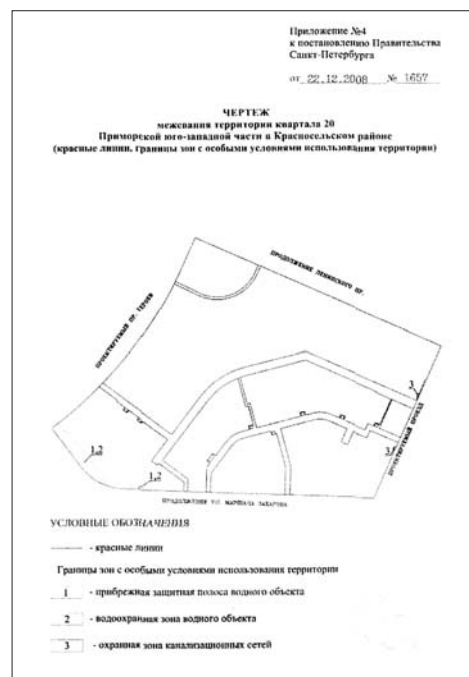 Приложение №4
к постановлению Правительства
Санкт-Петербурга
от 22.12.2008 № 1657
ЧЕРТЕЖ
межевания территории квартала 20
Приморской юго-западной части в Красносельском районе
(красные линии, границы зон с особыми условиями использования территории)
ПРОДОЛЖЕНИЕ ЛЕНИНСКОГО ПР.
ПРОЕКТИРУЕМЫЙ ПР. ГЕРОЕВ
3
ПРОЕКТИРУЕМЫЙ ПРОЕЗД
3
1,2
1,2
ПРОДОЛЖЕНИЕ УЛ. МАРШАЛА ЗАХАРОВА
УСЛОВНЫЕ ОБОЗНАЧЕНИЯ
- красные линии
Границы зон с особыми условиями использования территории
1 - прибрежная защитная полоса водного объекта
2 - водоохранная зона водного объекта
3 - охранная зона канализационных сетей